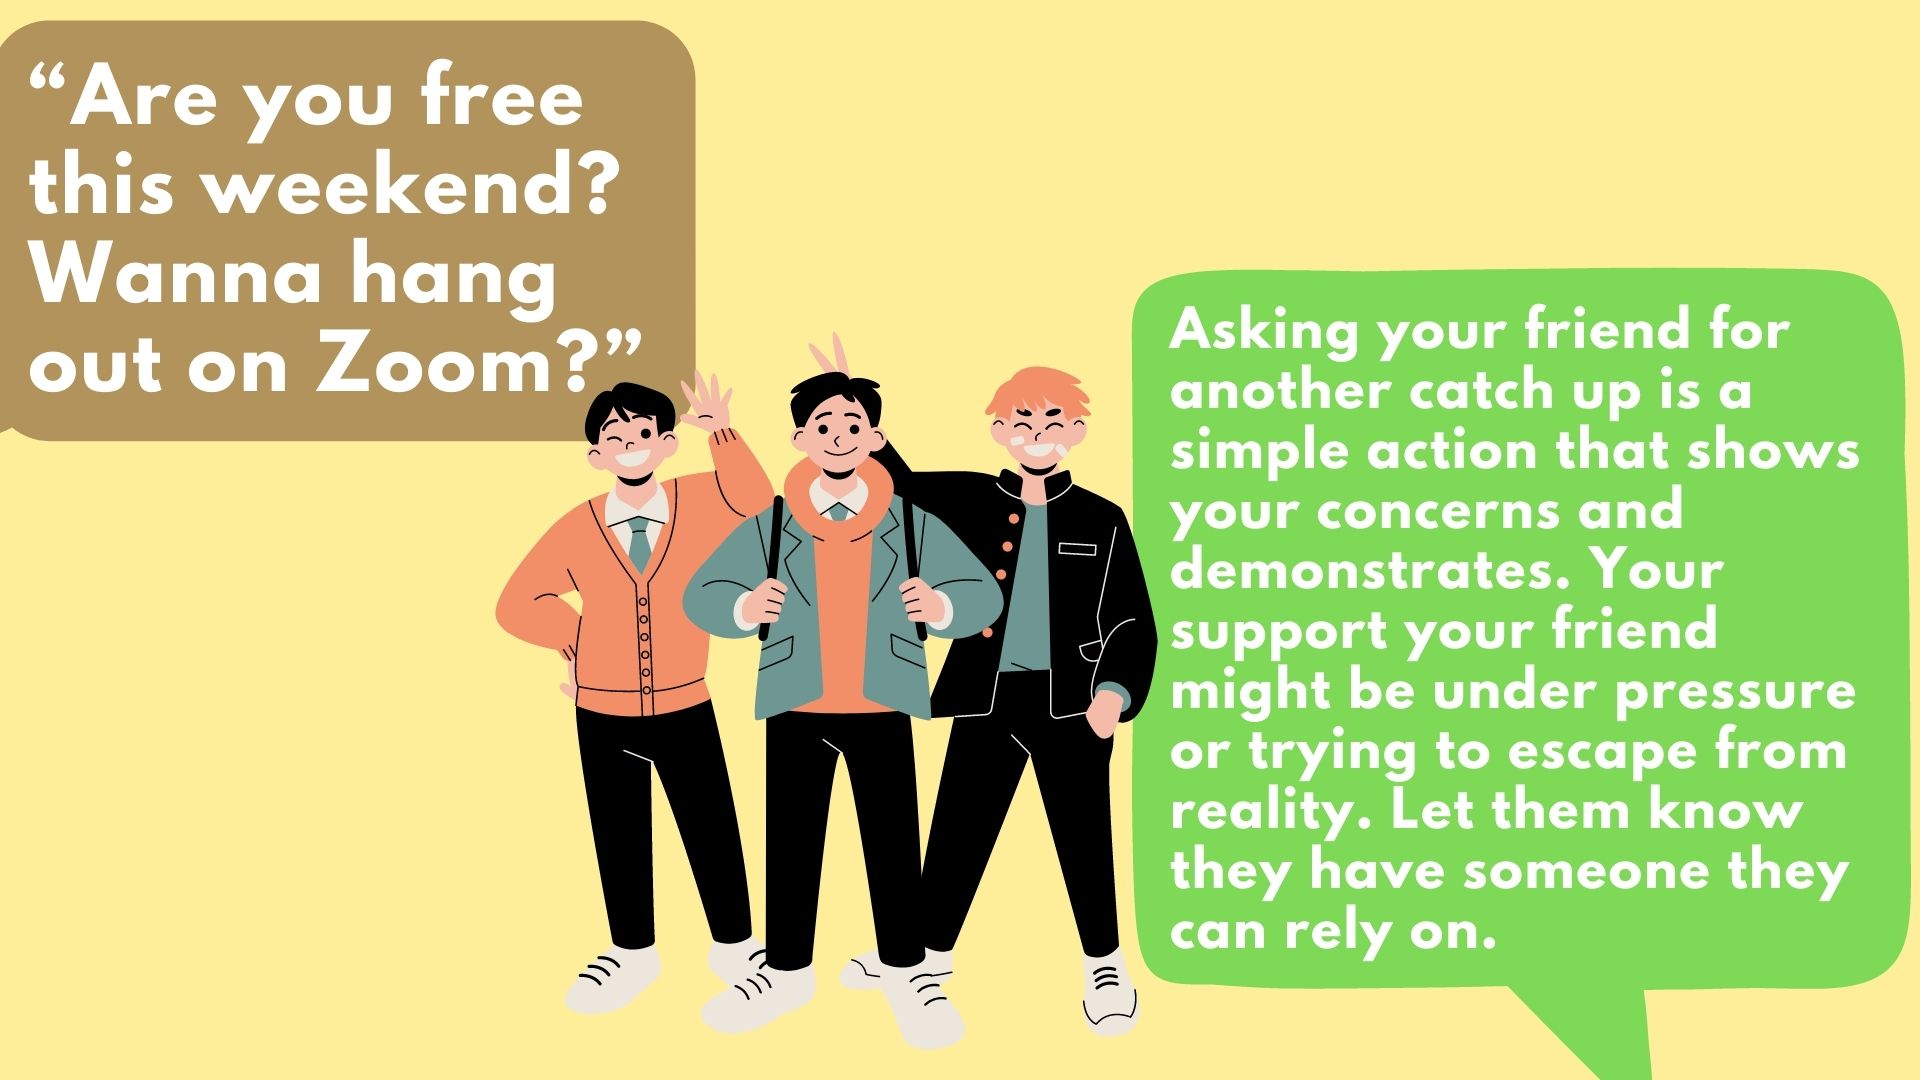 “Are you free
this weekend?
Wanna hang
out on Zoom?”
Asking your friend for
another catch up is a
simple action that shows
your concerns and
demonstrates. Your
support your friend
might be under pressure
or trying to escape from
reality. Let them know
they have someone they
can rely on.